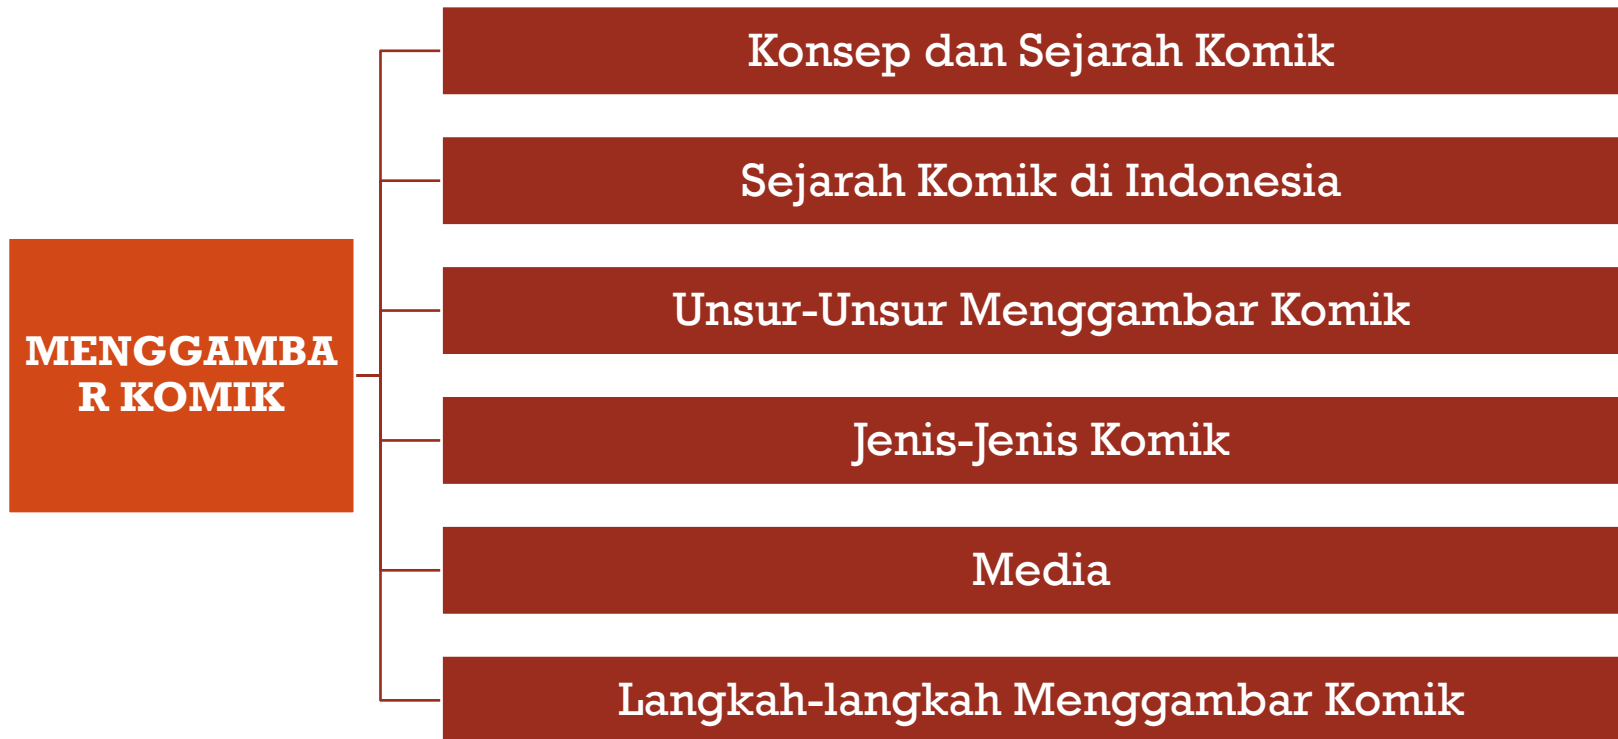 Konsep dan Sejarah Komik
Sejarah Komik di Indonesia
Unsur-Unsur Menggambar Komik
MENGGAMBA
R KOMIK
Jenis-Jenis Komik
Media
Langkah-langkah Menggambar Komik